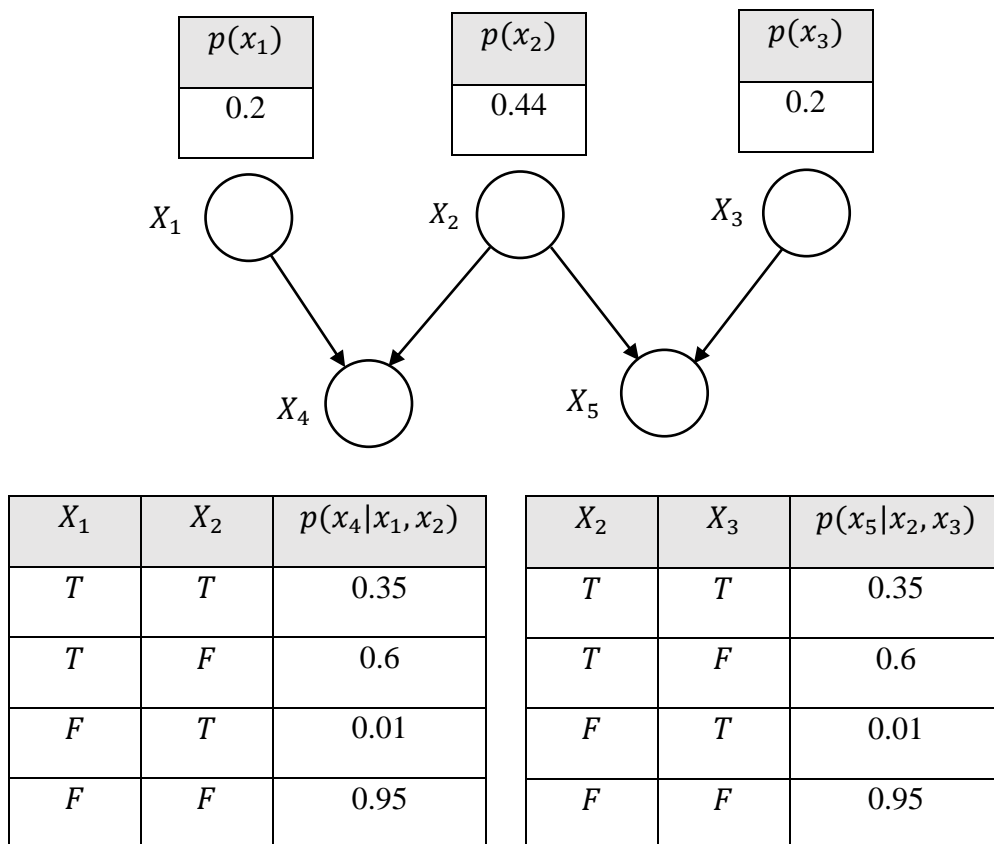 p(x₁) p(x₂) p(x₃)
0.2 0.44 0.2
X₁ X₂ X₃
X₄ X₅
X₁ X₂ p(x₄|x₁, x₂)
T T 0.35
T F 0.6
F T 0.01
F F 0.95
X₂ X₃ p(x₅|x₂, x₃)
T T 0.35
T F 0.6
F T 0.01
F F 0.95